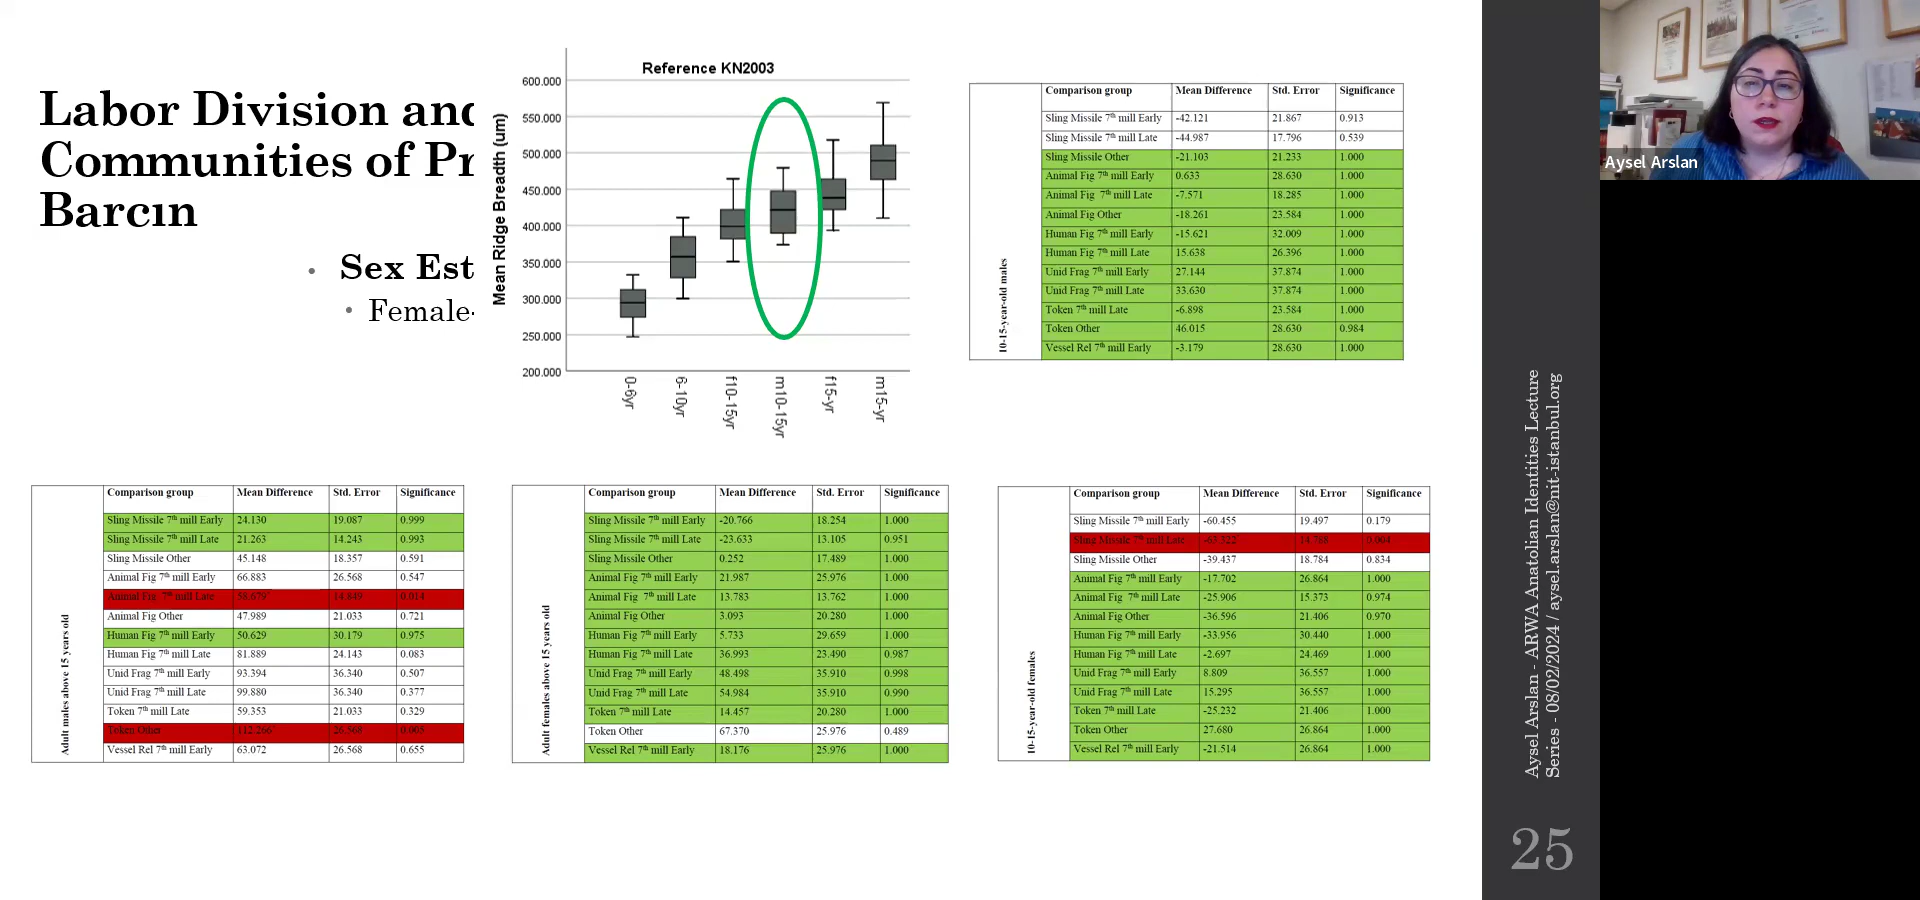 Labor Division and
Communities of Pr
Barcın
• Sex Est
• Female-
Reference KN2003
Mean Ridge Breadth (um)
600.000
550.000
500.000
450.000
400.000
350.000
300.000
250.000
200.000
0-6yr
6-10yr
f10-15yr
m10-15yr
f15-yr
m15-yr
10-15-year-old males
Comparison group Mean Difference Std. Error Significance
Sling Missile 7th mill Early -42.121 21.867 0.913
Sling Missile 7th mill Late -44.987 17.796 0.539
Sling Missile Other -21.103 21.233 1.000
Animal Fig 7th mill Early 0.633 28.630 1.000
Animal Fig 7th mill Late -7.571 18.285 1.000
Animal Fig Other -18.261 23.584 1.000
Human Fig 7th mill Early -15.621 32.009 1.000
Human Fig 7th mill Late 15.638 26.396 1.000
Unid Frag 7th mill Early 27.144 37.874 1.000
Unid Frag 7th mill Late 33.630 37.874 1.000
Token 7th mill Late -6.898 23.584 1.000
Token Other 46.015 28.630 0.984
Vessel Rel 7th mill Early -3.179 28.630 1.000
Adult males above 15 years old
Comparison group Mean Difference Std. Error Significance
Sling Missile 7th mill Early 24.130 19.087 0.999
Sling Missile 7th mill Late 21.263 14.243 0.993
Sling Missile Other 45.148 18.357 0.591
Animal Fig 7th mill Early 66.883 26.568 0.547
Animal Fig 7th mill Late 58.679* 14.849 0.014
Animal Fig Other 47.989 21.033 0.721
Human Fig 7th mill Early 50.629 30.179 0.975
Human Fig 7th mill Late 81.889 24.143 0.083
Unid Frag 7th mill Early 93.394 36.340 0.507
Unid Frag 7th mill Late 99.880 36.340 0.377
Token 7th mill Late 59.353 21.033 0.329
Token Other 112.266* 26.568 0.005
Vessel Rel 7th mill Early 63.072 26.568 0.655
Adult females above 15 years old
Comparison group Mean Difference Std. Error Significance
Sling Missile 7th mill Early -20.766 18.254 1.000
Sling Missile 7th mill Late -23.633 13.105 0.951
Sling Missile Other 0.252 17.489 1.000
Animal Fig 7th mill Early 21.987 25.976 1.000
Animal Fig 7th mill Late 13.783 13.762 1.000
Animal Fig Other 3.093 20.280 1.000
Human Fig 7th mill Early 5.733 29.659 1.000
Human Fig 7th mill Late 36.993 23.490 0.987
Unid Frag 7th mill Early 48.498 35.910 0.998
Unid Frag 7th mill Late 54.984 35.910 0.990
Token 7th mill Late 14.457 20.280 1.000
Token Other 67.370 25.976 0.489
Vessel Rel 7th mill Early 18.176 25.976 1.000
10-15-year-old females
Comparison group Mean Difference Std. Error Significance
Sling Missile 7th mill Early -60.455 19.497 0.179
Sling Missile 7th mill Late -63.322 14.788 0.004
Sling Missile Other -39.437 18.784 0.834
Animal Fig 7th mill Early -17.702 26.864 1.000
Animal Fig 7th mill Late -25.906 15.373 0.974
Animal Fig Other -36.596 21.406 0.970
Human Fig 7th mill Early -33.956 30.440 1.000
Human Fig 7th mill Late -2.697 24.469 1.000
Unid Frag 7th mill Early 8.809 36.557 1.000
Unid Frag 7th mill Late 15.295 36.557 1.000
Token 7th mill Late -25.232 21.406 1.000
Token Other 27.680 26.864 1.000
Vessel Rel 7th mill Early -21.514 26.864 1.000
Aysel Arslan - ARWA Anatolian Identities Lecture
Series - 08/02/2024 / aysel.arslan@nit-istanbul.org
25
Aysel Arslan